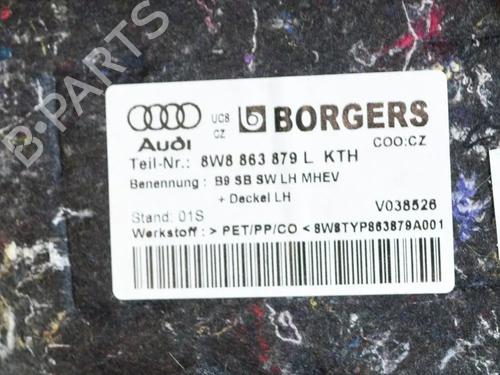 B-PARTS
Audi
UC8
CZ
BORGERS
COO:CZ
Teil-Nr.: 8W8 863 879 L KTH
Benennung: B9 SB SW LH MHEV
+ Deckel LH
V038526
Stand: 01S
Werkstoff: > PET/PP/CO < 8W8TYP863879A001